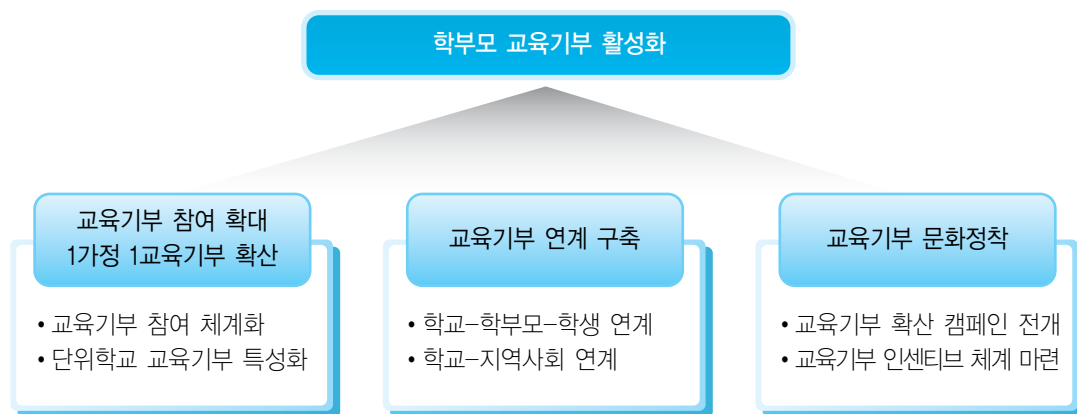 학부모 교육기부 활성화
교육기부 참여 확대
1가정 1교육기부 확산
• 교육기부 참여 체계화
• 단위학교 교육기부 특성화
교육기부 연계 구축
• 학교-학부모-학생 연계
• 학교-지역사회 연계
교육기부 문화정착
• 교육기부 확산 캠페인 전개
• 교육기부 인센티브 체계 마련